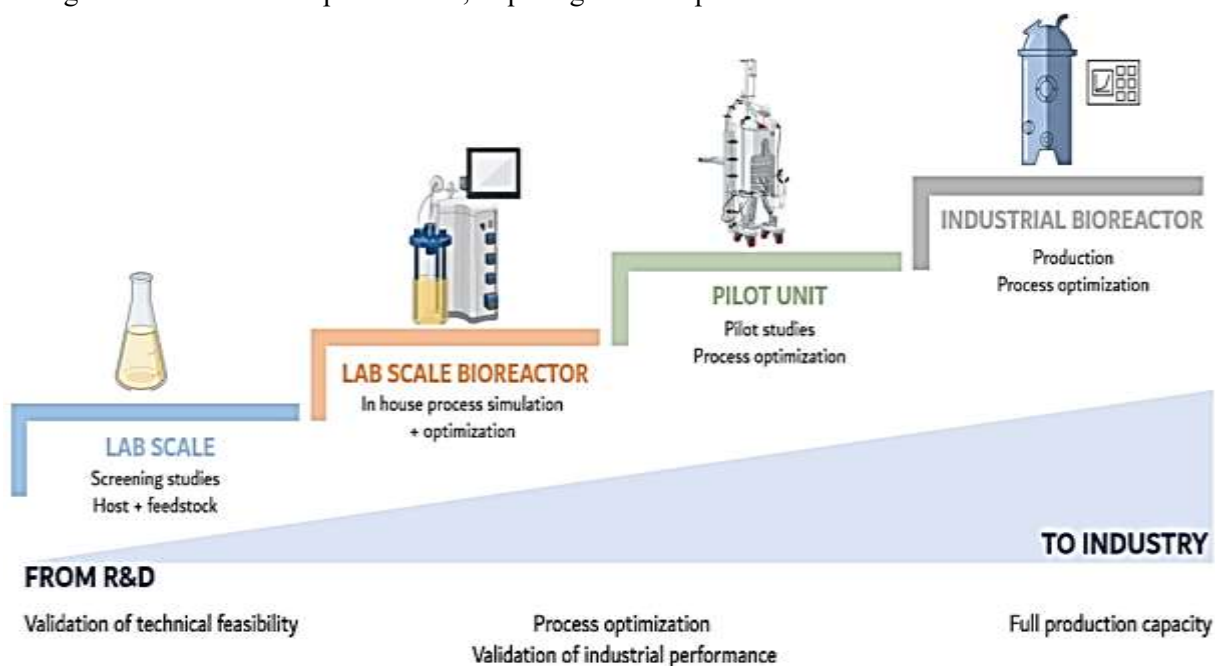 INDUSTRIAL BIOREACTOR
Production
Process optimization
PILOT UNIT
Pilot studies
Process optimization
LAB SCALE BIOREACTOR
In house process simulation
+ optimization
LAB SCALE
Screening studies
Host + feedstock
TO INDUSTRY
FROM R&D
Validation of technical feasibility
Process optimization
Full production capacity
Validation of industrial performance